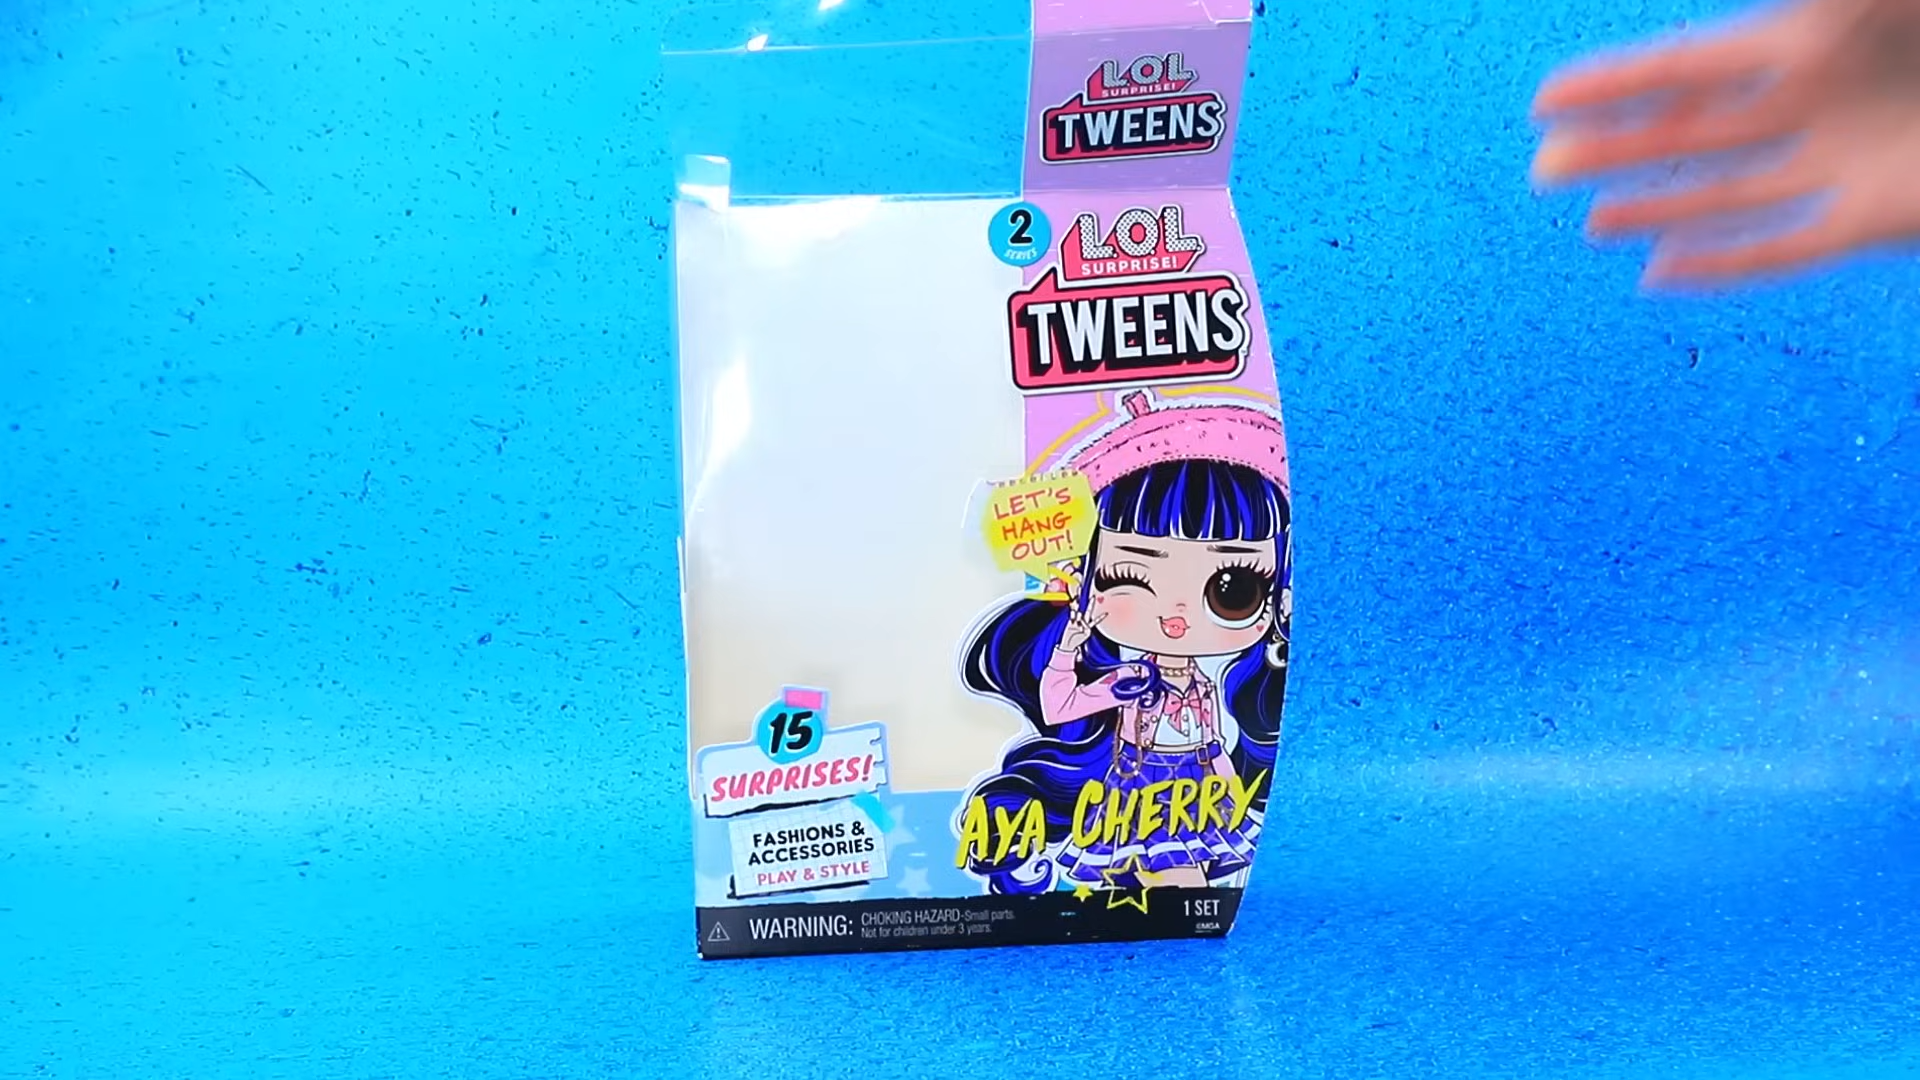 L.O.L
SURPRISE!
TWEENS
2
SERIES
L.O.L
SURPRISE!
TWEENS
LET'S
HANG
OUT!
15
SURPRISES!
FASHIONS &
ACCESSORIES
PLAY & STYLE
AYA CHERRY
WARNING: CHOKING HAZARD-Small parts.
Not for children under 3 years.
1 SET
©MGA